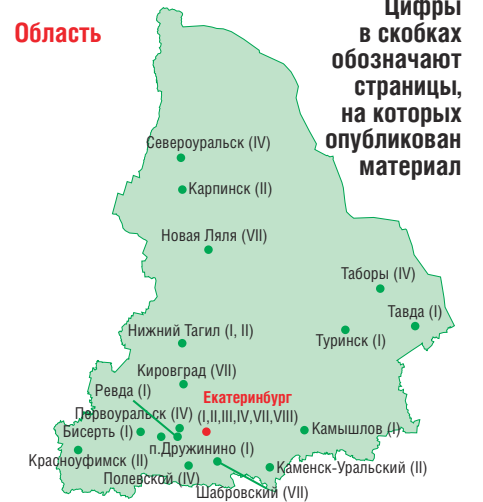 Область
Цифры
в скобках
обозначают
страницы,
на которых
опубликован
материал
Североуральск (IV)
Карпинск (II)
Новая Ляля (VII)
Таборы (IV)
Тавда (I)
Туринск (I)
Нижний Тагил (I, II)
Кировград (VII)
Ревда (I)
Екатеринбург
(I,II,III,IV,VII,VIII)
Первоуральск (IV)
Бисерть (I)
Камышлов (I)
п.Дружинино (I)
Красноуфимск (II)
Каменск-Уральский (II)
Полевской (IV)
Шабровский (VII)